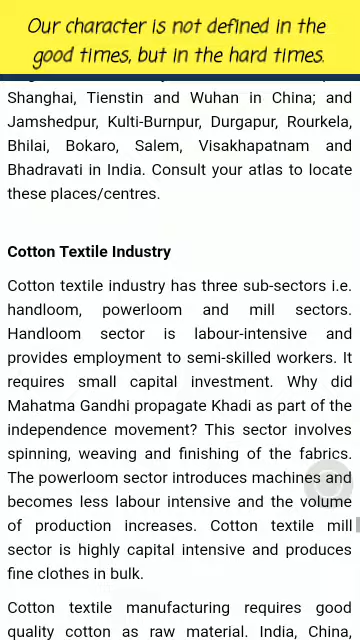 Our character is not defined in the
good times, but in the hard times.
Shanghai, Tienstin and Wuhan in China; and
Jamshedpur, Kulti-Burnpur, Durgapur, Rourkela,
Bhilai, Bokaro, Salem, Visakhapatnam and
Bhadravati in India. Consult your atlas to locate
these places/centres.
Cotton Textile Industry
Cotton textile industry has three sub-sectors i.e.
handloom, powerloom and mill sectors.
Handloom sector is labour-intensive and
provides employment to semi-skilled workers. It
requires small capital investment. Why did
Mahatma Gandhi propagate Khadi as part of the
independence movement? This sector involves
spinning, weaving and finishing of the fabrics.
The powerloom sector introduces machines and
becomes less labour intensive and the volume
of production increases. Cotton textile mill
sector is highly capital intensive and produces
fine clothes in bulk.
Cotton textile manufacturing requires good
quality cotton as raw material. India, China,